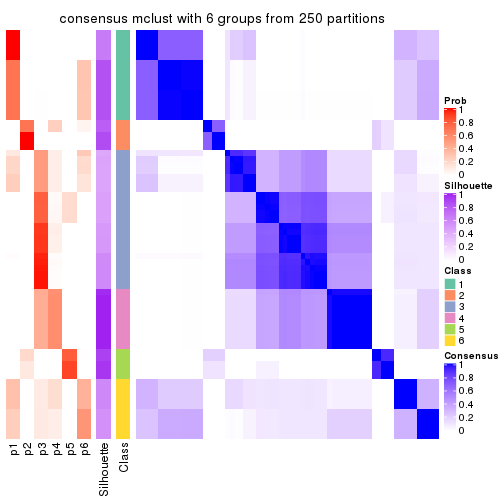 consensus mclust with 6 groups from 250 partitions
Prob
1
0.8
0.6
0.4
0.2
0
Silhouette
1
0.8
0.6
0.4
0.2
0
Class
1
2
3
4
5
6
Consensus
1
0.8
0.6
0.4
0.2
0
p1
p2
p3
p4
p5
p6
Silhouette
Class